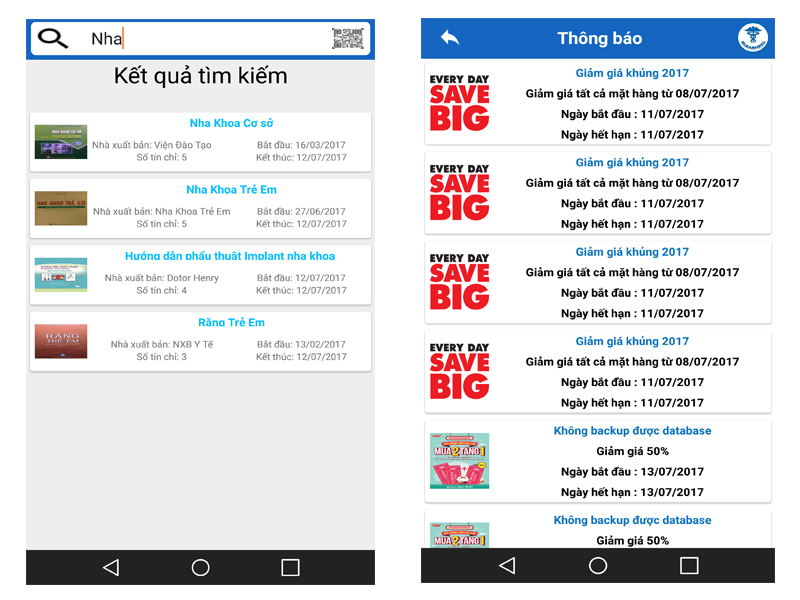 Nha
Kết quả tìm kiếm
Nha Khoa Cơ sở
Nhà xuất bản: Viện Đào Tạo
Bắt đầu: 16/03/2017
Số tín chỉ: 5
Kết thúc: 12/07/2017
NHA KHOA TRẺ EM
Nha Khoa Trẻ Em
Nhà xuất bản: Nha Khoa Trẻ Em
Bắt đầu: 27/06/2017
Số tín chỉ: 5
Kết thúc: 12/07/2017
Hướng dẫn phẩu thuật Implant nha khoa
Nhà xuất bản: Dotor Henry
Bắt đầu: 12/07/2017
Số tín chỉ: 4
Kết thúc: 12/07/2017
RĂNG
TRẺ EM
Răng Trẻ Em
Nhà xuất bản: NXB Y Tế
Bắt đầu: 13/02/2017
Số tín chỉ: 3
Kết thúc: 12/07/2017
Thông báo
EVERY DAY
SAVE
BIG
Giảm giá khủng 2017
Giảm giá tất cả mặt hàng từ 08/07/2017
Ngày bắt đầu : 11/07/2017
Ngày hết hạn : 11/07/2017
EVERY DAY
SAVE
BIG
Giảm giá khủng 2017
Giảm giá tất cả mặt hàng từ 08/07/2017
Ngày bắt đầu : 11/07/2017
Ngày hết hạn : 11/07/2017
EVERY DAY
SAVE
BIG
Giảm giá khủng 2017
Giảm giá tất cả mặt hàng từ 08/07/2017
Ngày bắt đầu : 11/07/2017
Ngày hết hạn : 11/07/2017
EVERY DAY
SAVE
BIG
Giảm giá khủng 2017
Giảm giá tất cả mặt hàng từ 08/07/2017
Ngày bắt đầu : 11/07/2017
Ngày hết hạn : 11/07/2017
MUA 2 TẶNG 1
Không backup được database
Giảm giá 50%
Ngày bắt đầu : 13/07/2017
Ngày hết hạn : 13/07/2017
MUA 2 TẶNG 1
Không backup được database
Giảm giá 50%